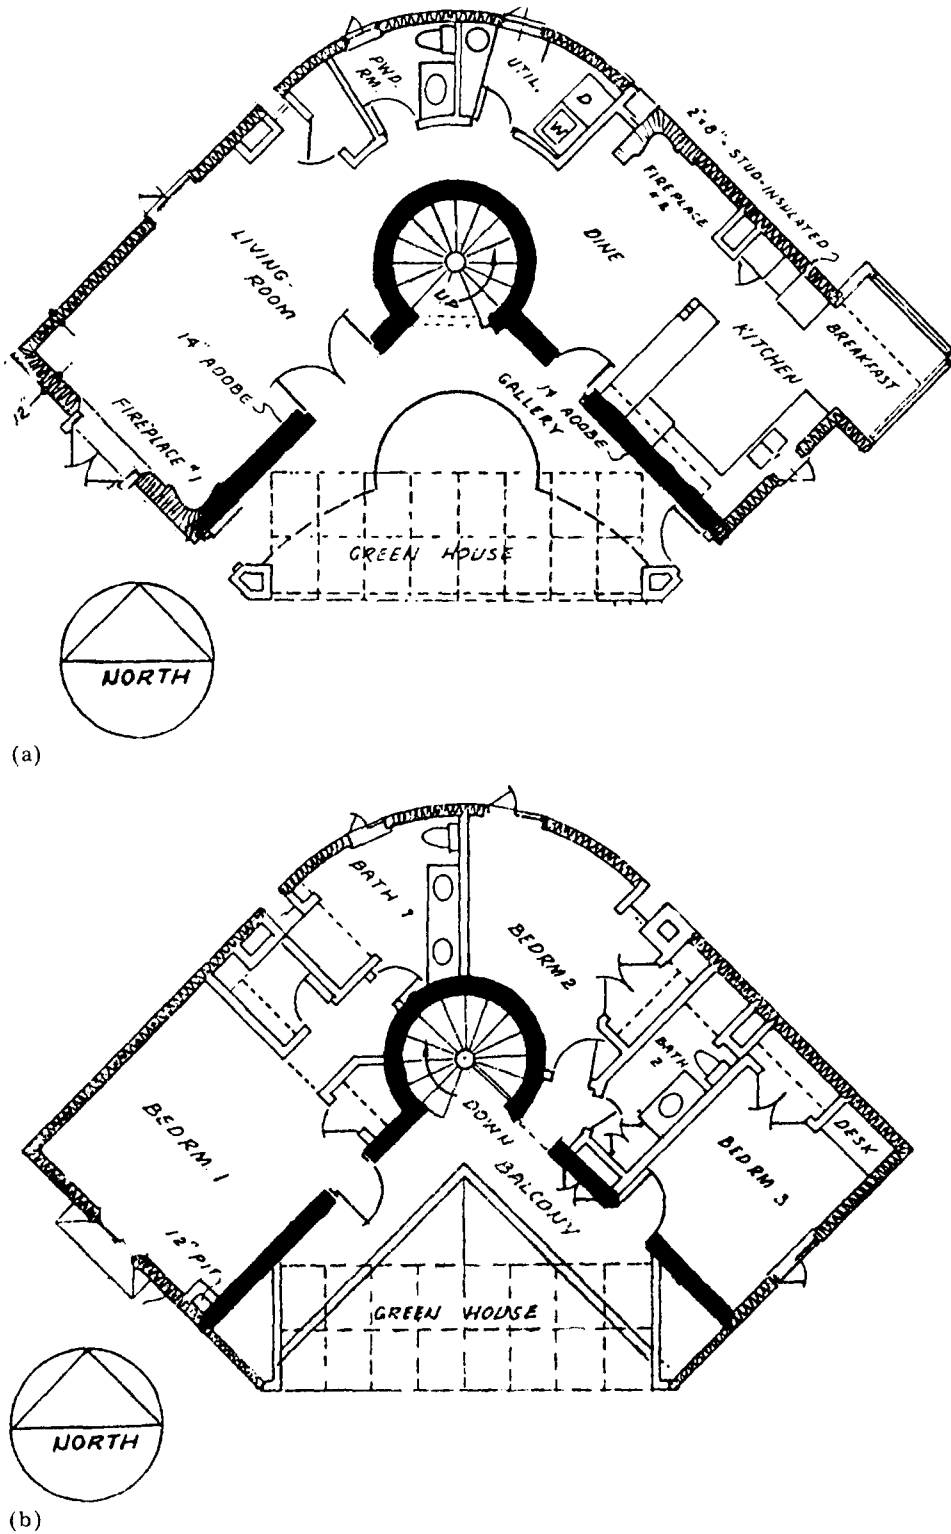 PWD.
RM.
UTIL.
D
W
2"x8"-STUD-INSULATED
FIREPLACE
#2
DINE
LIVING-
ROOM
UP
KITCHEN
BREAKFAST
14" ADOBE
14" ADOBE
GALLERY
12"
FIREPLACE #1
GREEN HOUSE
NORTH
(a)
BATH 1
BEDRM 2
BATH
2
BEDRM. 1
DOWN
BALCONY
BEDRM 3
DESK
12" PIT.
GREEN HOUSE
NORTH
(b)